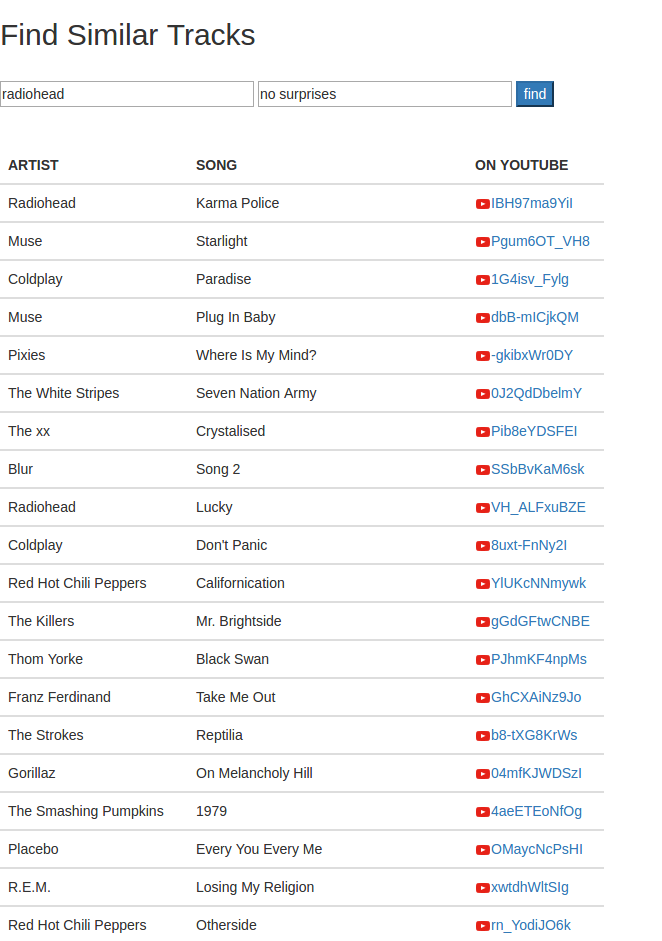 Find Similar Tracks
radiohead no surprises find
ARTIST SONG ON YOUTUBE
Radiohead Karma Police IBH97ma9YiI
Muse Starlight Pgum6OT_VH8
Coldplay Paradise 1G4isv_Fylg
Muse Plug In Baby dbB-mICjkQM
Pixies Where Is My Mind? -gkibxWr0DY
The White Stripes Seven Nation Army 0J2QdDbelmY
The xx Crystalised Pib8eYDSFEI
Blur Song 2 SSbBvKaM6sk
Radiohead Lucky VH_ALFxuBZE
Coldplay Don't Panic 8uxt-FnNy2I
Red Hot Chili Peppers Californication YlUKcNNmywk
The Killers Mr. Brightside gGdGFtwCNBE
Thom Yorke Black Swan PJhmKF4npMs
Franz Ferdinand Take Me Out GhCXAiNz9Jo
The Strokes Reptilia b8-tXG8KrWs
Gorillaz On Melancholy Hill 04mfKJWDSzI
The Smashing Pumpkins 1979 4aeETEoNfOg
Placebo Every You Every Me OMaycNcPsHI
R.E.M. Losing My Religion xwtdhWltSIg
Red Hot Chili Peppers Otherside rn_YodiJO6k